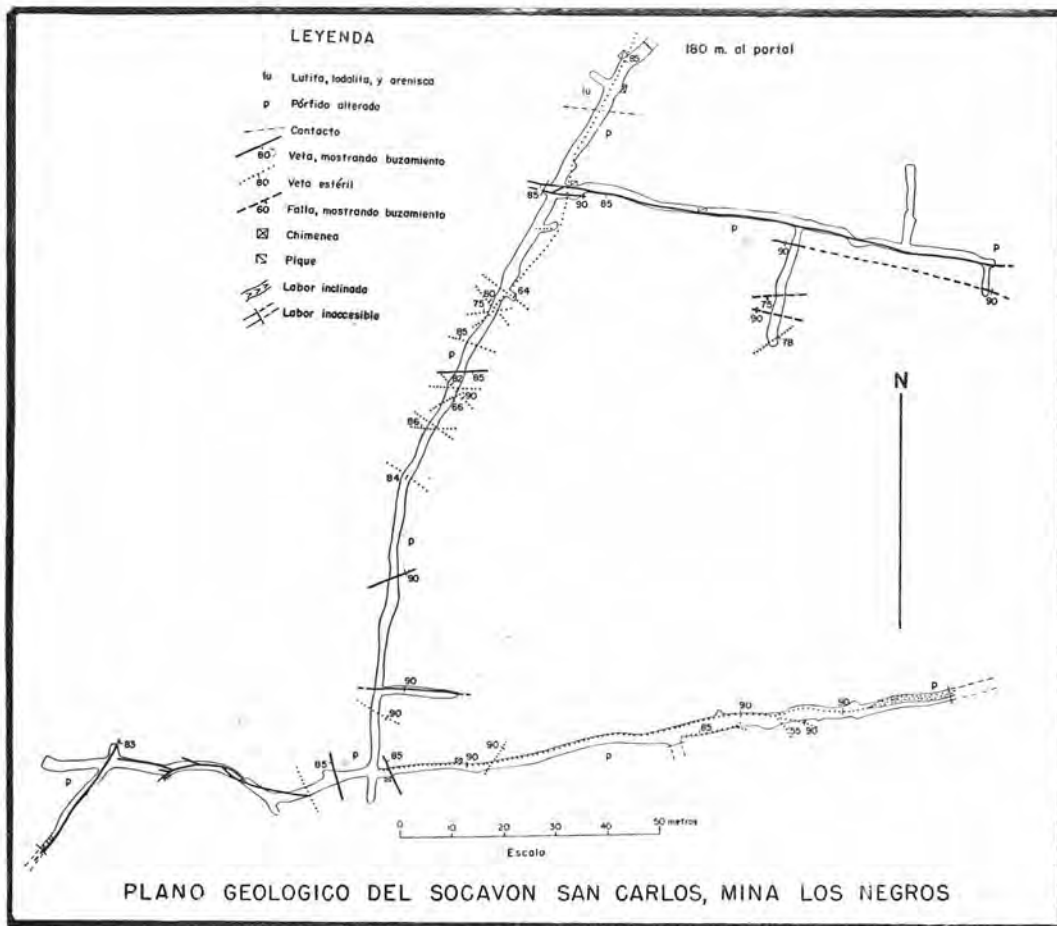 LEYENDA
lu Lutita, lodolita, y arenisca
p Pórfido alterado
Contacto
80 Veta, mostrando buzamiento
80 Veta estéril
60 Falla, mostrando buzamiento
Chimenea
Pique
Labor inclinada
Labor inaccesible
180 m. al portal
85
lu
p
85
90
85
p
p
90
90
75
90
78
80
64
75
85
p
82
85
90
66
86
84
p
90
N
90
90
p
85
p
85
83
p
90
90
p
85
90
55
90
90
p
0 10 20 30 40 50 metros
Escala
PLANO GEOLOGICO DEL SOCAVON SAN CARLOS, MINA LOS NEGROS